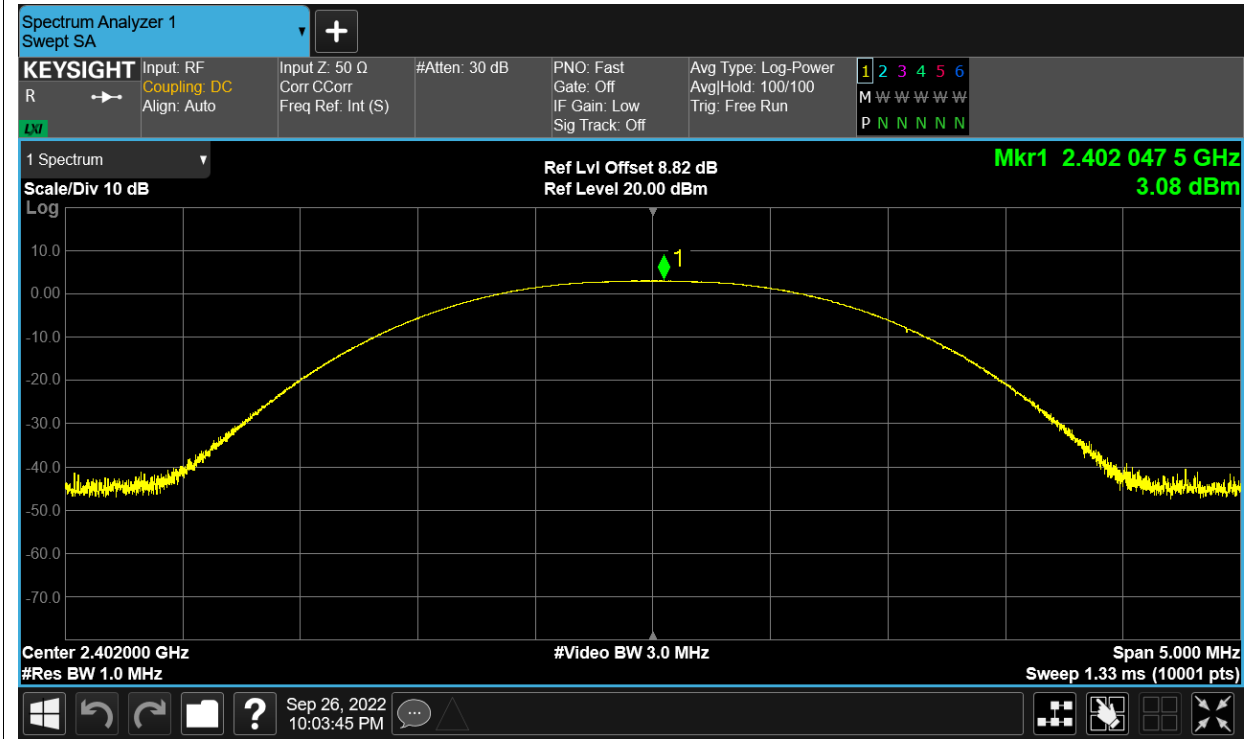 Spectrum Analyzer 1
Swept SA
KEYSIGHT
R
LXI
Input: RF
Coupling: DC
Align: Auto
Input Z: 50 Ω
Corr CCorr
Freq Ref: Int (S)
#Atten: 30 dB
PNO: Fast
Gate: Off
IF Gain: Low
Sig Track: Off
Avg Type: Log-Power
Avg|Hold: 100/100
Trig: Free Run
1 2 3 4 5 6
M W W W W W
P N N N N N
1 Spectrum
Scale/Div 10 dB
Log
Ref Lvl Offset 8.82 dB
Ref Level 20.00 dBm
Mkr1 2.402 047 5 GHz
3.08 dBm
1
10.0
0.00
-10.0
-20.0
-30.0
-40.0
-50.0
-60.0
-70.0
Center 2.402000 GHz
#Video BW 3.0 MHz
Span 5.000 MHz
#Res BW 1.0 MHz
Sweep 1.33 ms (10001 pts)
?
Sep 26, 2022
10:03:45 PM